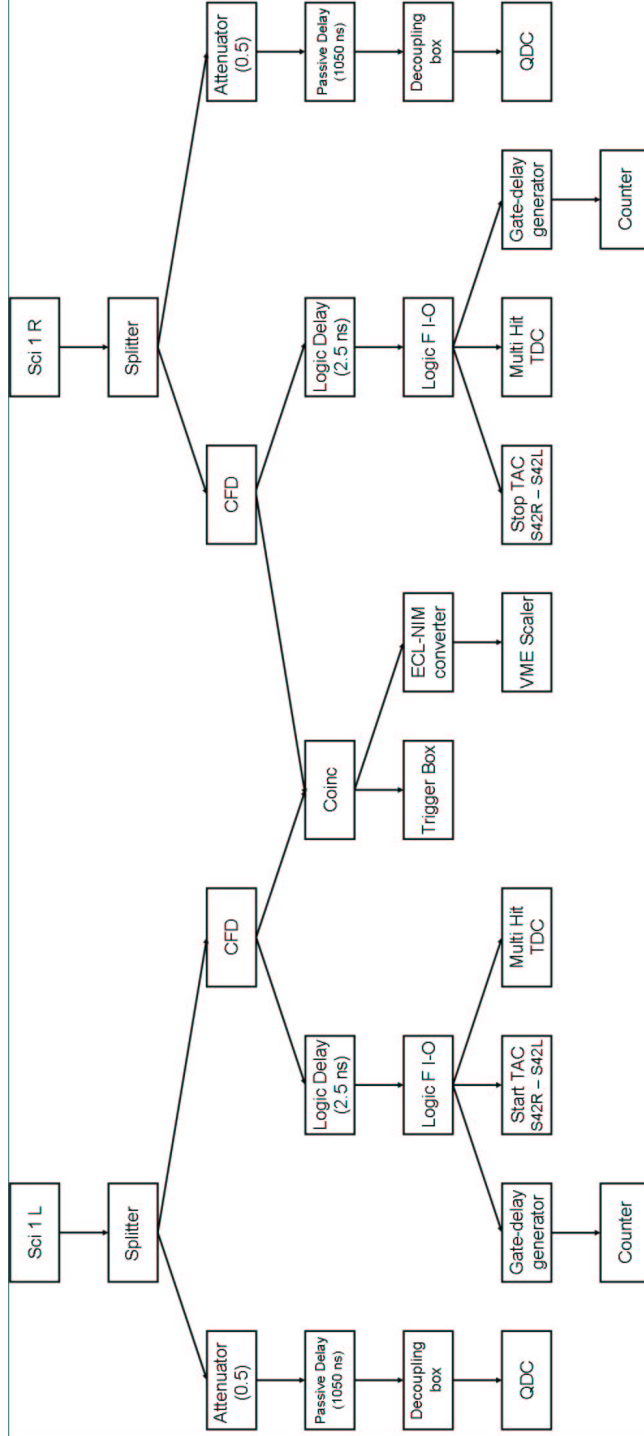 Sci 1 L
Sci 1 R
Splitter
Splitter
Attenuator
(0.5)
CFD
CFD
Attenuator
(0.5)
Passive Delay
(1050 ns)
Logic Delay
(2.5 ns)
Coinc
Logic Delay
(2.5 ns)
Passive Delay
(1050 ns)
Decoupling
box
Logic F I-O
Trigger Box
ECL-NIM
converter
Logic F I-O
Decoupling
box
QDC
Gate-delay
generator
Start TAC
S42R – S42L
Multi Hit
TDC
VME Scaler
Stop TAC
S42R – S42L
Multi Hit
TDC
Gate-delay
generator
QDC
Counter
Counter